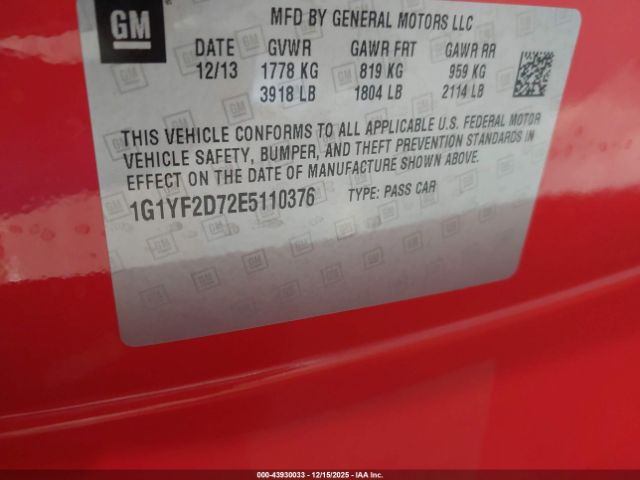 GM
MFD BY GENERAL MOTORS LLC
DATE GVWR GAWR FRT GAWR RR
12/13 1778 KG 819 KG 959 KG
3918 LB 1804 LB 2114 LB
THIS VEHICLE CONFORMS TO ALL APPLICABLE U.S. FEDERAL MOTOR
VEHICLE SAFETY, BUMPER, AND THEFT PREVENTION STANDARDS IN
EFFECT ON THE DATE OF MANUFACTURE SHOWN ABOVE.
1G1YF2D72E5110376 TYPE: PASS CAR
000-43930033 - 12/15/2025 - IAA Inc.